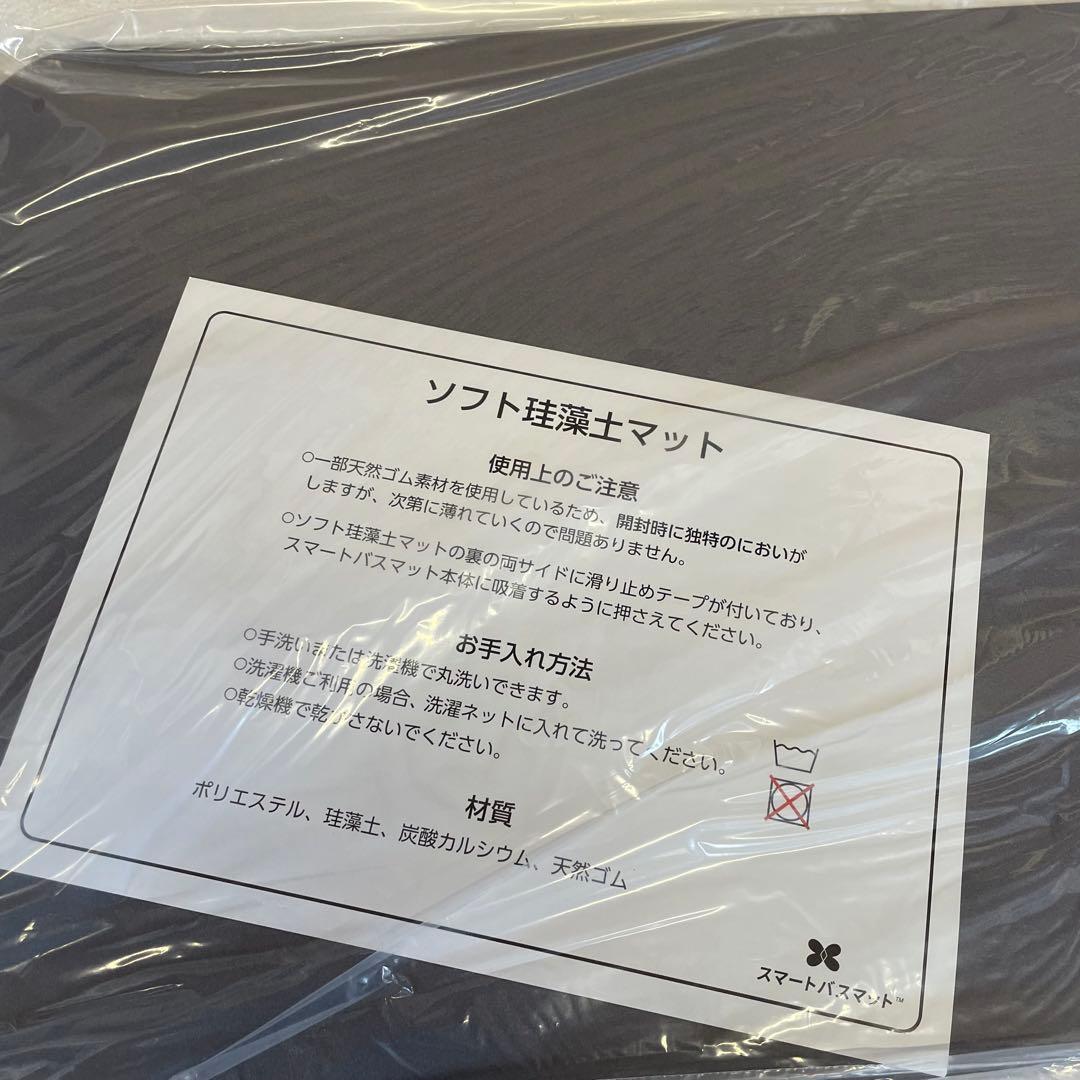 ソフト珪藻土マット
使用上のご注意
○一部天然ゴム素材を使用しているため、開封時に独特のにおいが
しますが、次第に薄れていくので問題ありません。
○ソフト珪藻土マットの裏の両サイドに滑り止めテープが付いており、
スマートバスマット本体に吸着するように押さえてください。
お手入れ方法
○手洗いまたは洗濯機で丸洗いできます。
○洗濯機ご利用の場合、洗濯ネットに入れて洗ってください。
○乾燥機で乾かさないでください。
材質
ポリエステル、珪藻土、炭酸カルシウム、天然ゴム
スマートバスマット™